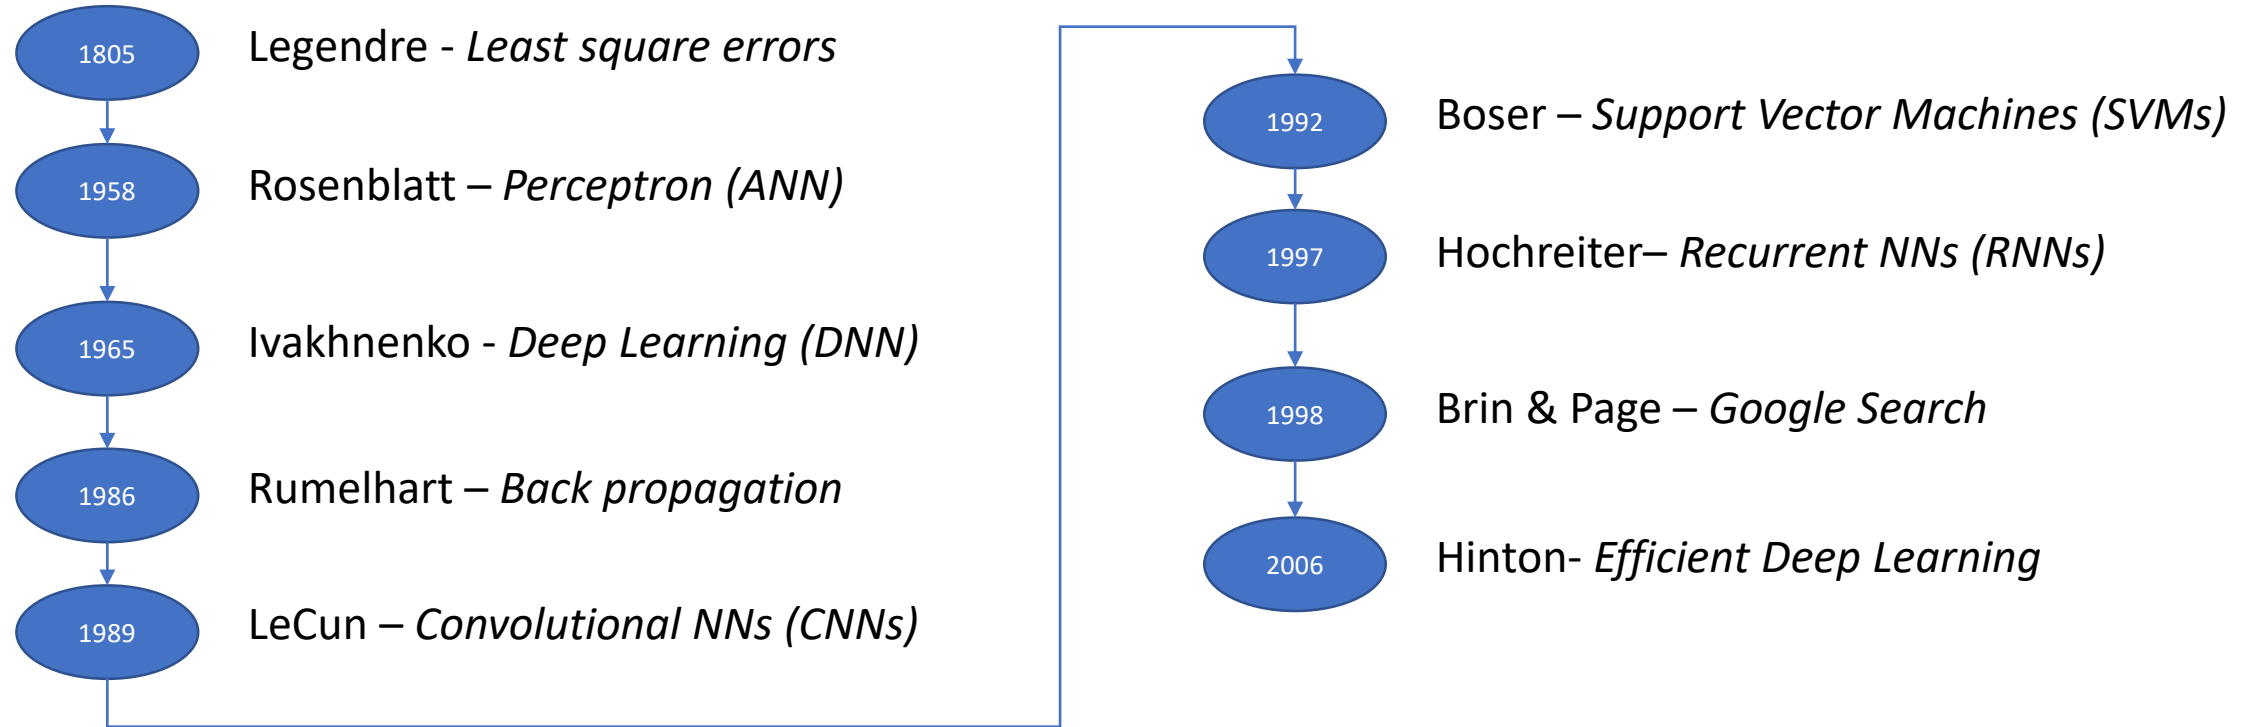 1805 Legendre - Least square errors
1958 Rosenblatt – Perceptron (ANN)
1965 Ivakhnenko - Deep Learning (DNN)
1986 Rumelhart – Back propagation
1989 LeCun – Convolutional NNs (CNNs)
1992 Boser – Support Vector Machines (SVMs)
1997 Hochreiter– Recurrent NNs (RNNs)
1998 Brin & Page – Google Search
2006 Hinton- Efficient Deep Learning